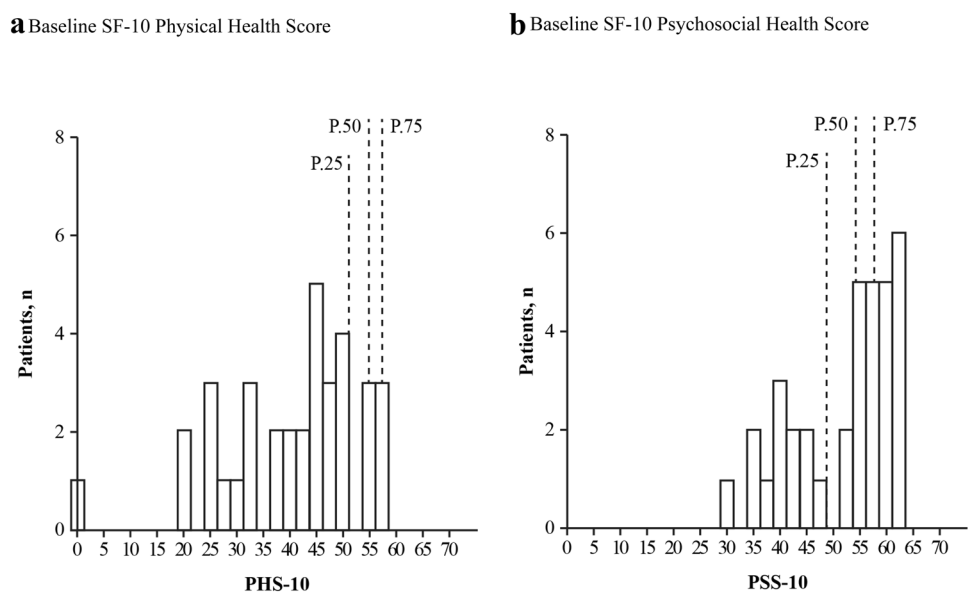 a Baseline SF-10 Physical Health Score
P.50
P.75
P.25
8
6
4
2
0
Patients, n
0 5 10 15 20 25 30 35 40 45 50 55 60 65 70
PHS-10
b Baseline SF-10 Psychosocial Health Score
P.50
P.75
P.25
8
6
4
2
0
Patients, n
0 5 10 15 20 25 30 35 40 45 50 55 60 65 70
PSS-10